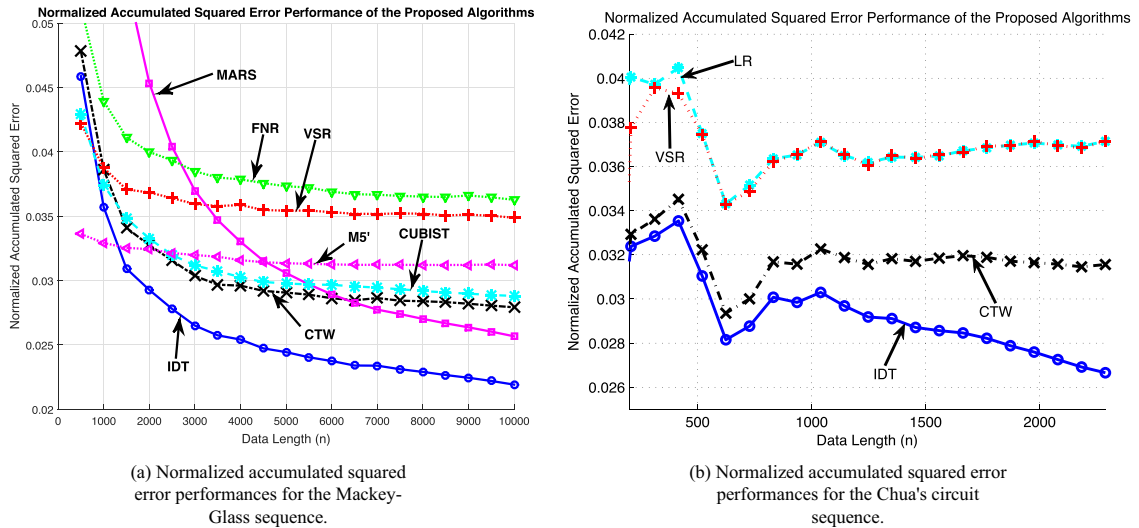 Normalized Accumulated Squared Error Performance of the Proposed Algorithms
Normalized Accumulated Squared Error
0.05
0.045
0.04
0.035
0.03
0.025
0.02
MARS
FNR
VSR
M5'
CUBIST
CTW
IDT
0 1000 2000 3000 4000 5000 6000 7000 8000 9000 10000
Data Length (n)
(a) Normalized accumulated squared
error performances for the Mackey-
Glass sequence.
Normalized Accumulated Squared Error Performance of the Proposed Algorithms
Normalized Accumulated Squared Error
0.042
0.04
0.038
0.036
0.034
0.032
0.03
0.028
0.026
LR
VSR
CTW
IDT
500 1000 1500 2000
Data Length (n)
(b) Normalized accumulated squared error
performances for the Chua's circuit
sequence.